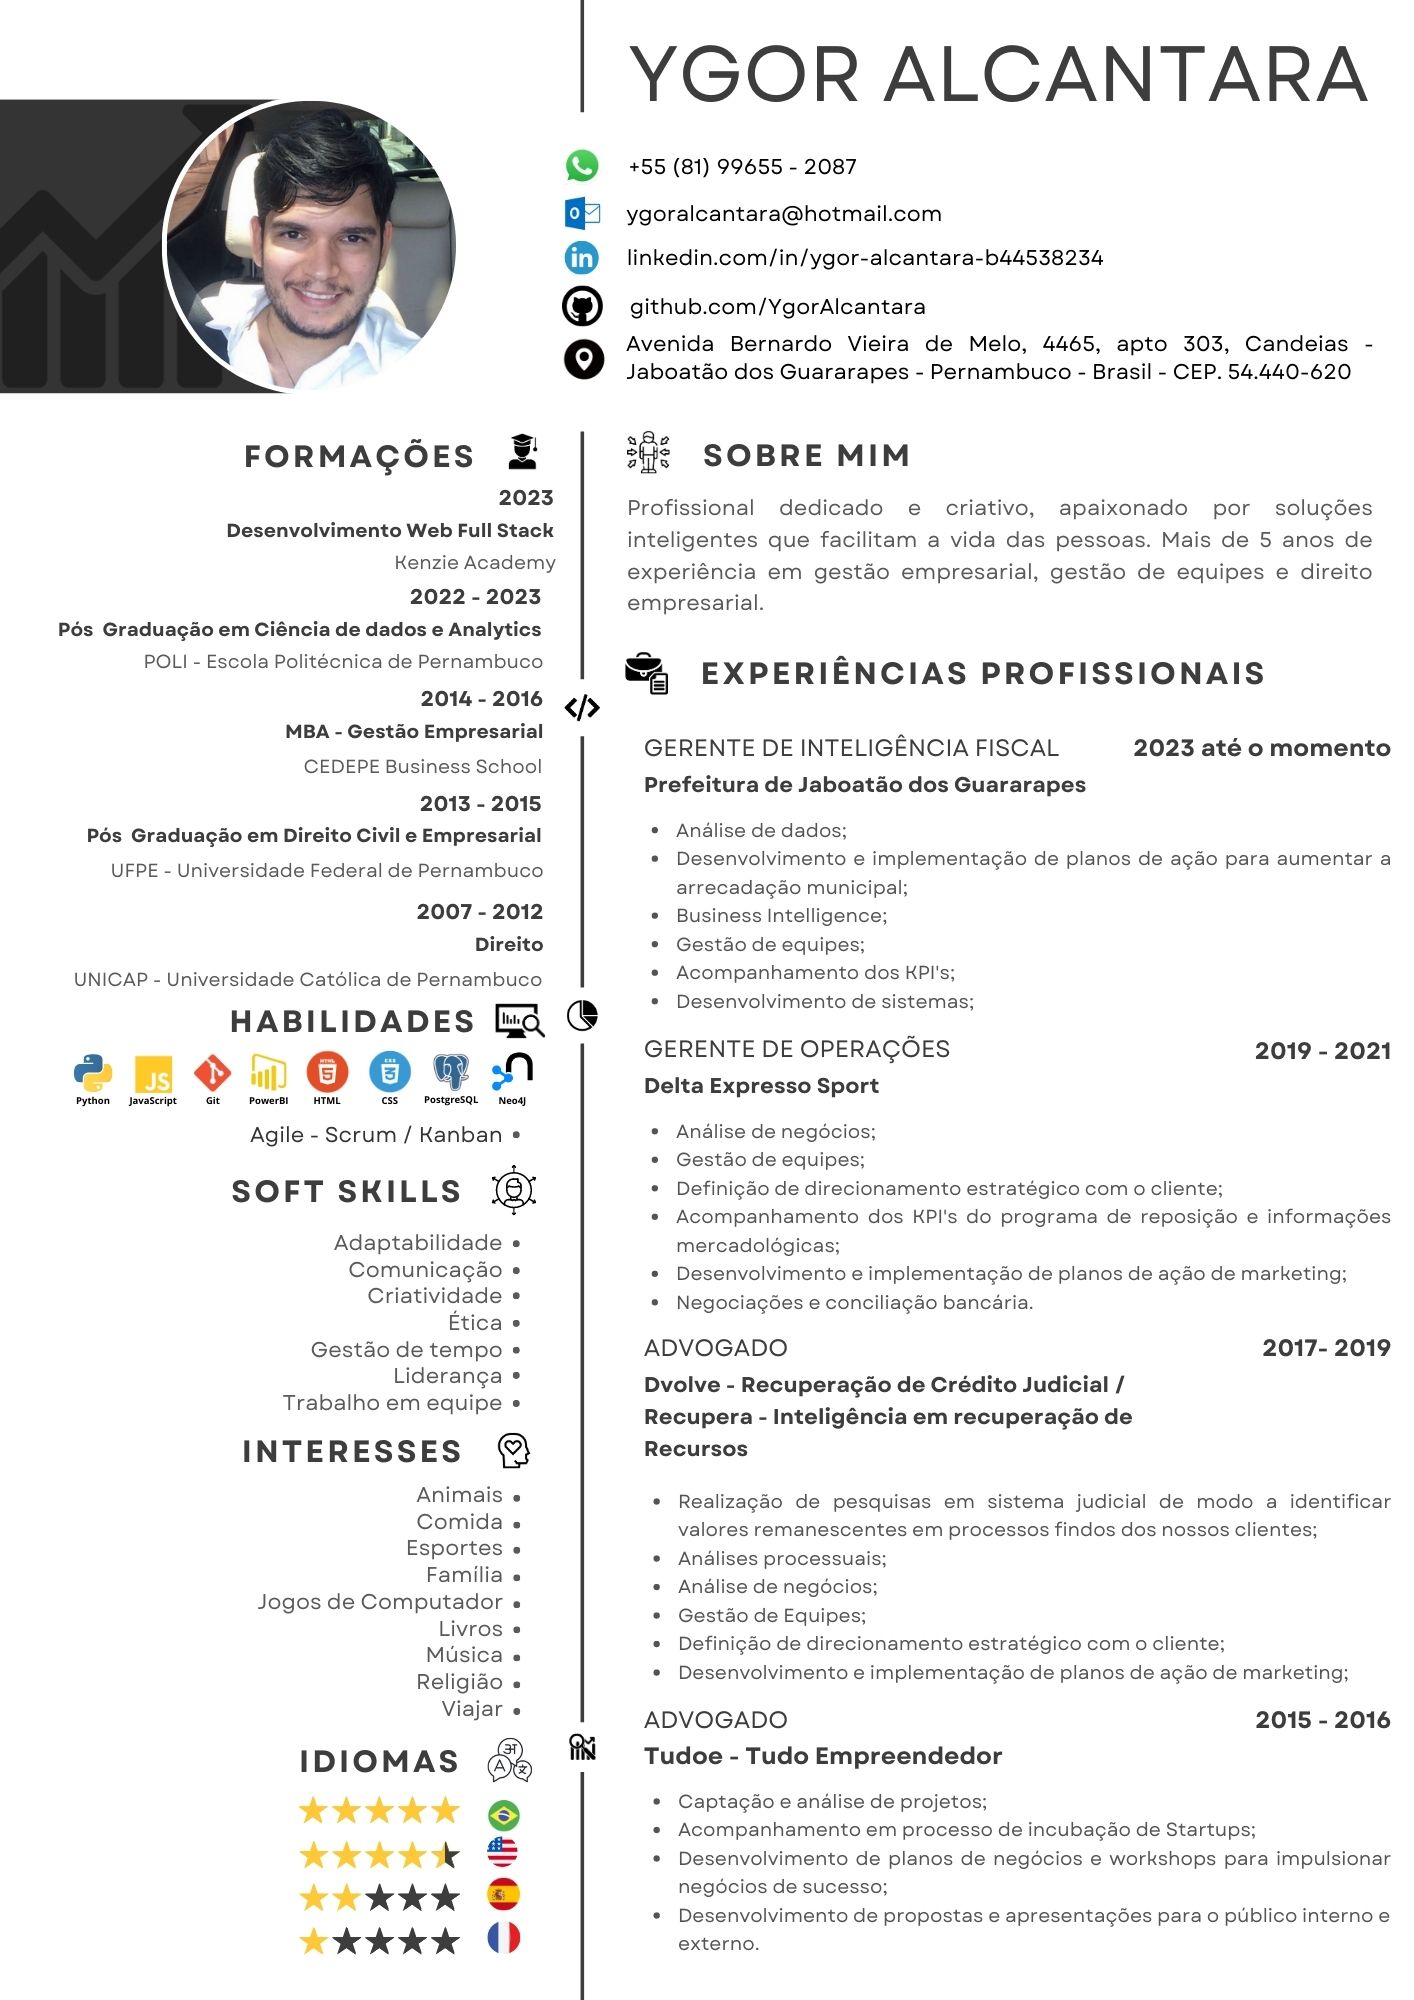 YGOR ALCANTARA
+55 (81) 99655 - 2087
ygoralcantara@hotmail.com
linkedin.com/in/ygor-alcantara-b44538234
github.com/YgorAlcantara
Avenida Bernardo Vieira de Melo, 4465, apto 303, Candeias -
Jaboatão dos Guararapes - Pernambuco - Brasil - CEP. 54.440-620
FORMAÇÕES
2023
Desenvolvimento Web Full Stack
Kenzie Academy
2022 - 2023
Pós Graduação em Ciência de dados e Analytics
POLI - Escola Politécnica de Pernambuco
2014 - 2016
MBA - Gestão Empresarial
CEDEPE Business School
2013 - 2015
Pós Graduação em Direito Civil e Empresarial
UFPE - Universidade Federal de Pernambuco
2007 - 2012
Direito
UNICAP - Universidade Católica de Pernambuco
HABILIDADES
Python JavaScript Git PowerBI HTML CSS PostgreSQL Neo4J
Agile - Scrum / Kanban
SOFT SKILLS
Adaptabilidade
Comunicação
Criatividade
Ética
Gestão de tempo
Liderança
Trabalho em equipe
INTERESSES
Animais
Comida
Esportes
Família
Jogos de Computador
Livros
Música
Religião
Viajar
IDIOMAS
SOBRE MIM
Profissional dedicado e criativo, apaixonado por soluções
inteligentes que facilitam a vida das pessoas. Mais de 5 anos de
experiência em gestão empresarial, gestão de equipes e direito
empresarial.
EXPERIÊNCIAS PROFISSIONAIS
GERENTE DE INTELIGÊNCIA FISCAL 2023 até o momento
Prefeitura de Jaboatão dos Guararapes
• Análise de dados;
• Desenvolvimento e implementação de planos de ação para aumentar a
arrecadação municipal;
• Business Intelligence;
• Gestão de equipes;
• Acompanhamento dos KPI's;
• Desenvolvimento de sistemas;
GERENTE DE OPERAÇÕES 2019 - 2021
Delta Expresso Sport
• Análise de negócios;
• Gestão de equipes;
• Definição de direcionamento estratégico com o cliente;
• Acompanhamento dos KPI's do programa de reposição e informações
mercadológicas;
• Desenvolvimento e implementação de planos de ação de marketing;
• Negociações e conciliação bancária.
ADVOGADO 2017- 2019
Dvolve - Recuperação de Crédito Judicial /
Recupera - Inteligência em recuperação de
Recursos
• Realização de pesquisas em sistema judicial de modo a identificar
valores remanescentes em processos findos dos nossos clientes;
• Análises processuais;
• Análise de negócios;
• Gestão de Equipes;
• Definição de direcionamento estratégico com o cliente;
• Desenvolvimento e implementação de planos de ação de marketing;
ADVOGADO 2015 - 2016
Tudoe - Tudo Empreendedor
• Captação e análise de projetos;
• Acompanhamento em processo de incubação de Startups;
• Desenvolvimento de planos de negócios e workshops para impulsionar
negócios de sucesso;
• Desenvolvimento de propostas e apresentações para o público interno e
externo.